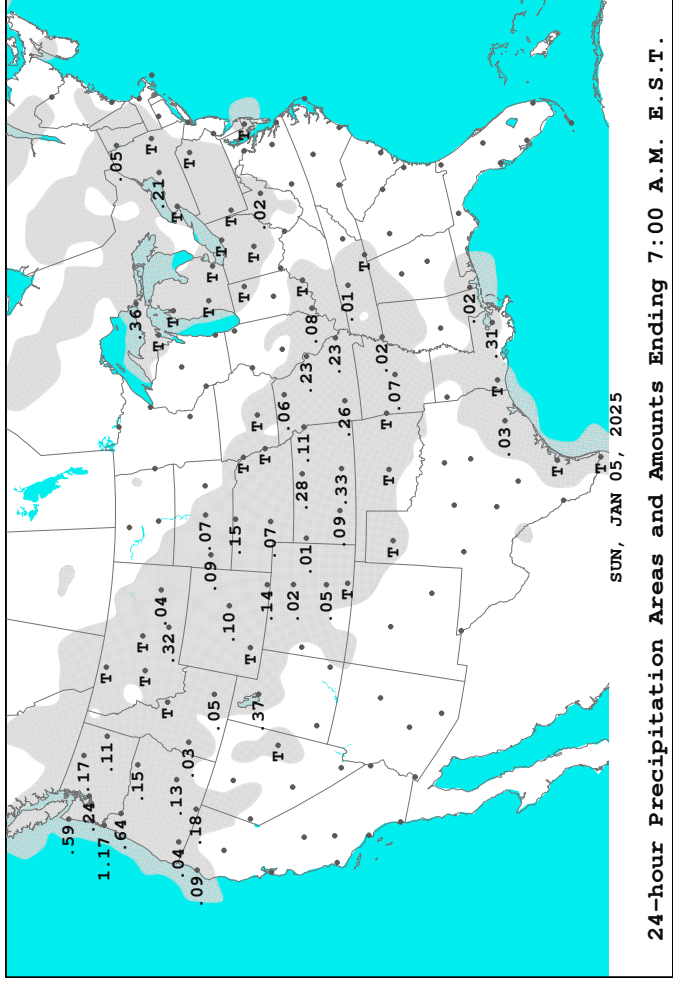 .59
.17
.24
1.17
.11
T
.05
.64
.36
.15
T
T
T
T
.21
.04
T
.32
T
.13
T
.04
.03
T
.18
.09
.07
T
.09
T
.05
T
.10
T
.15
T
T
T
T
T
T
.37
.02
T
.14
.07
T
.06
.02
.28
T
.11
.01
.23
.08
.05
.23
.09
.33
.26
T
.01
T
.02
T
T
T
.07
.02
.31
T
.03
T
T
SUN, JAN 05, 2025
24-hour Precipitation Areas and Amounts Ending 7:00 A.M. E.S.T.